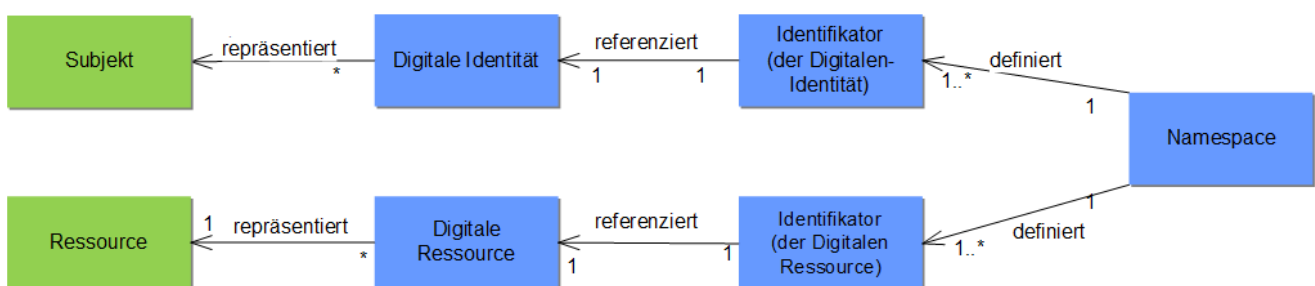 Subjekt
repräsentiert
*
Digitale Identität
referenziert
1
1
Identifikator
(der Digitalen-
Identität)
definiert
1..*
1
Namespace
Ressource
1
repräsentiert
*
Digitale
Ressource
referenziert
1
1
Identifikator
(der Digitalen
Ressource)
definiert
1..*
1